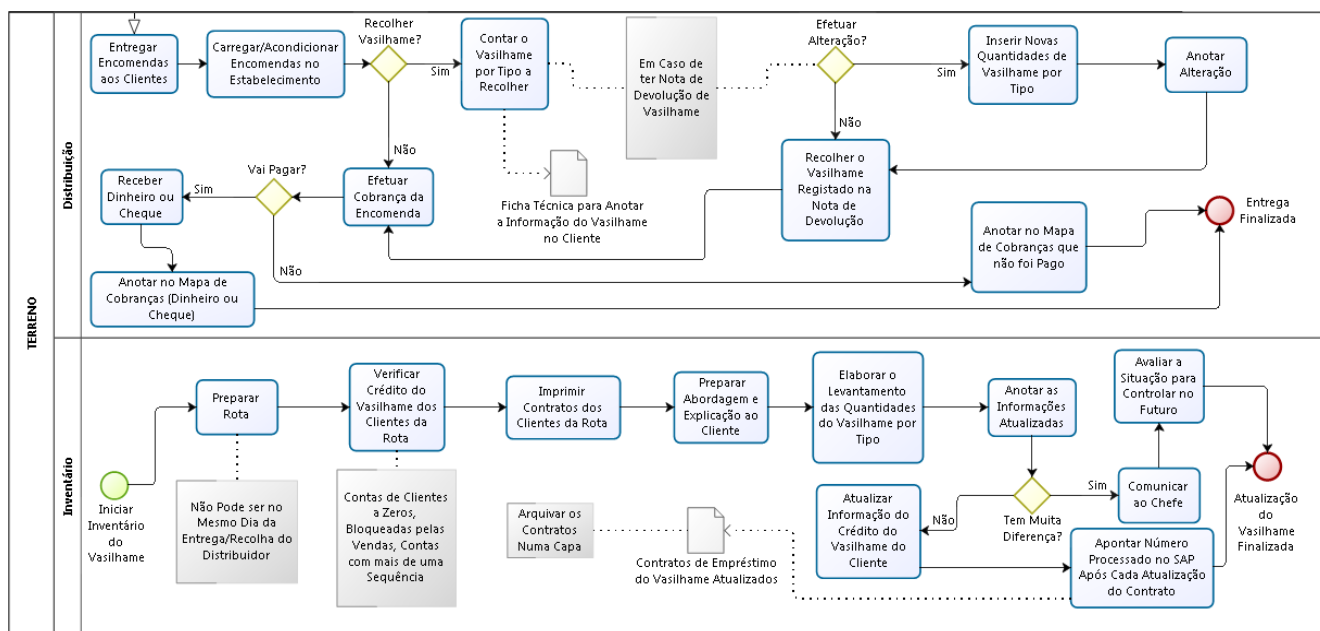 TERRENO
Distribuição
Entregar
Encomendas
aos Clientes
Carregar/Acondicionar
Encomendas no
Estabelecimento
Recolher
Vasilhame?
Sim
Não
Contar o
Vasilhame
por Tipo a
Recolher
Em Caso de
ter Nota de
Devolução de
Vasilhame
Efetuar
Alteração?
Sim
Não
Inserir Novas
Quantidades de
Vasilhame por
Tipo
Anotar
Alteração
Recolher o
Vasilhame
Registado na
Nota de
Devolução
Ficha Técnica para Anotar
a Informação do Vasilhame
no Cliente
Efetuar
Cobrança da
Encomenda
Vai Pagar?
Sim
Não
Receber
Dinheiro ou
Cheque
Anotar no Mapa de
Cobranças (Dinheiro ou
Cheque)
Anotar no Mapa
de Cobranças que
não foi Pago
Entrega
Finalizada
Inventário
Iniciar
Inventário
do
Vasilhame
Preparar
Rota
Não Pode ser no
Mesmo Dia da
Entrega/Recolha do
Distribuidor
Verificar
Crédito do
Vasilhame dos
Clientes da
Rota
Contas de Clientes
a Zeros,
Bloqueadas pelas
Vendas, Contas
com mais de uma
Sequência
Imprimir
Contratos dos
Clientes da Rota
Preparar
Abordagem e
Explicação ao
Cliente
Elaborar o
Levantamento
das Quantidades
do Vasilhame por
Tipo
Anotar as
Informações
Atualizadas
Tem Muita
Diferença?
Sim
Não
Comunicar
ao Chefe
Avaliar a
Situação para
Controlar no
Futuro
Atualizar
Informação do
Crédito do
Vasilhame do
Cliente
Apontar Número
Processado no SAP
Após Cada Atualização
do Contrato
Contratos de Empréstimo
do Vasilhame Atualizados
Arquivar os
Contratos
Numa Capa
Atualização
do
Vasilhame
Finalizada